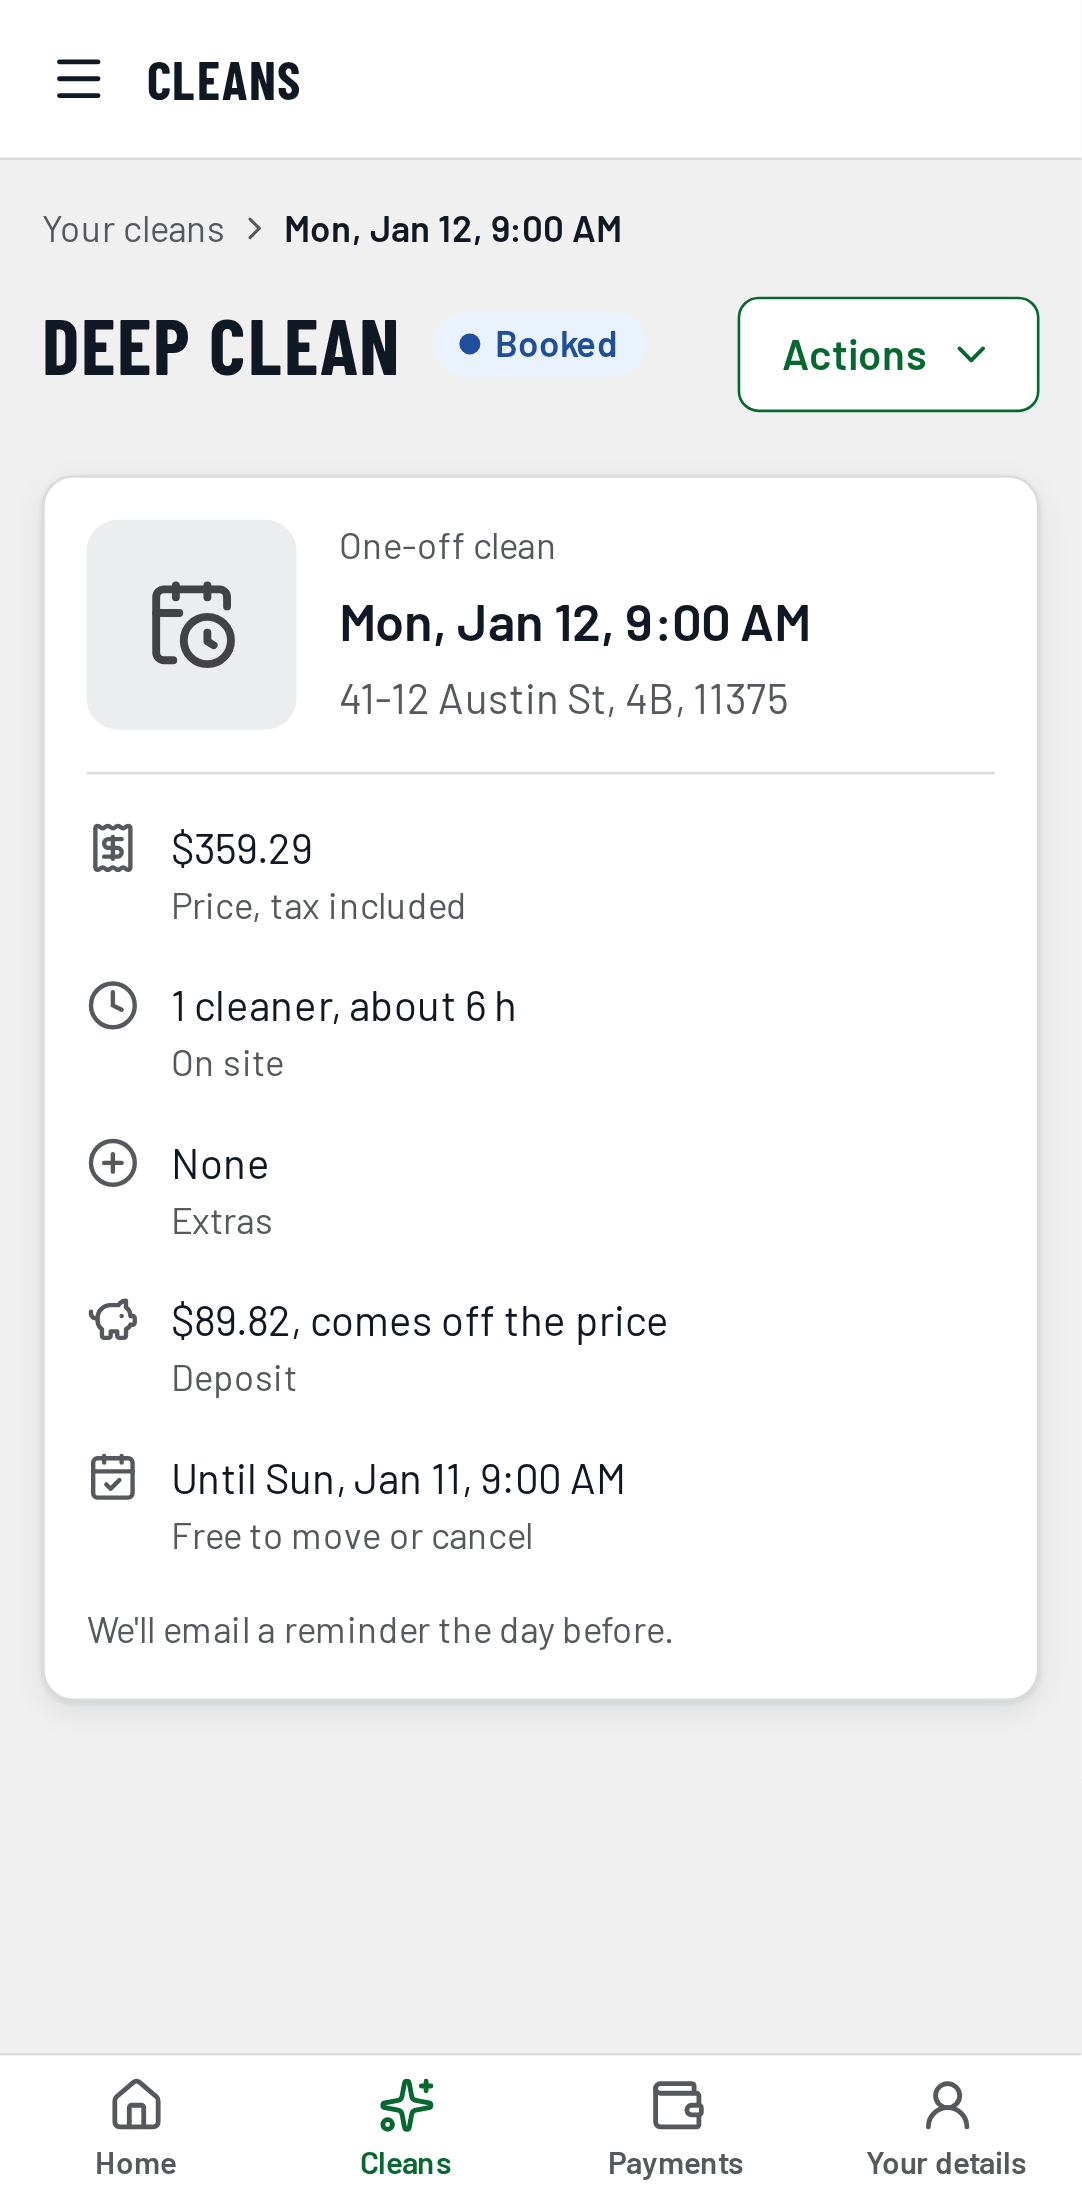 CLEANS
Your cleans > Mon, Jan 12, 9:00 AM
DEEP CLEAN
Booked
Actions
One-off clean
Mon, Jan 12, 9:00 AM
41-12 Austin St, 4B, 11375
$359.29
Price, tax included
1 cleaner, about 6 h
On site
None
Extras
$89.82, comes off the price
Deposit
Until Sun, Jan 11, 9:00 AM
Free to move or cancel
We'll email a reminder the day before.
Home
Cleans
Payments
Your details